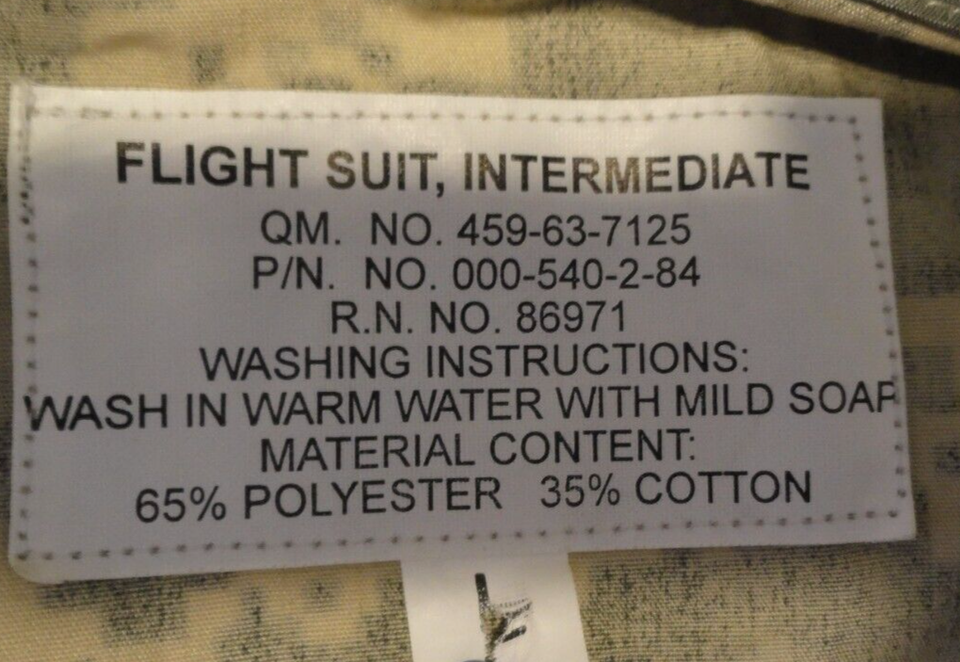 FLIGHT SUIT, INTERMEDIATE
QM. NO. 459-63-7125
P/N. NO. 000-540-2-84
R.N. NO. 86971
WASHING INSTRUCTIONS:
WASH IN WARM WATER WITH MILD SOAP
MATERIAL CONTENT:
65% POLYESTER 35% COTTON